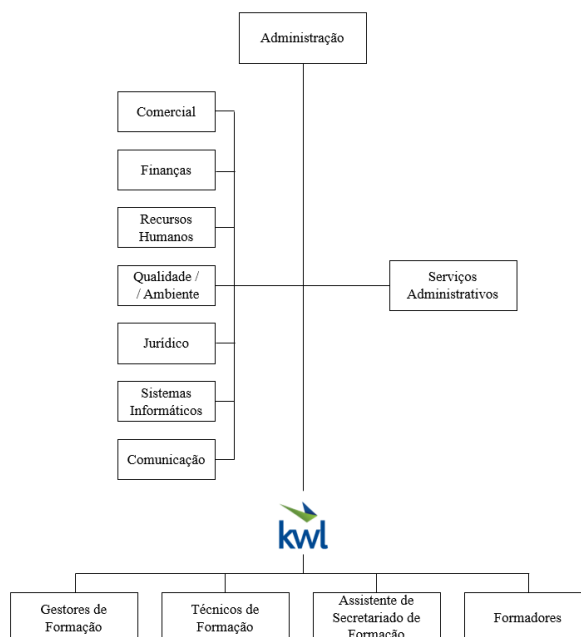 Administração
Comercial
Finanças
Recursos
Humanos
Qualidade /
/ Ambiente
Serviços
Administrativos
Jurídico
Sistemas
Informáticos
Comunicação
kwl
Gestores de
Formação
Técnicos de
Formação
Assistente de
Secretariado de
Formação
Formadores